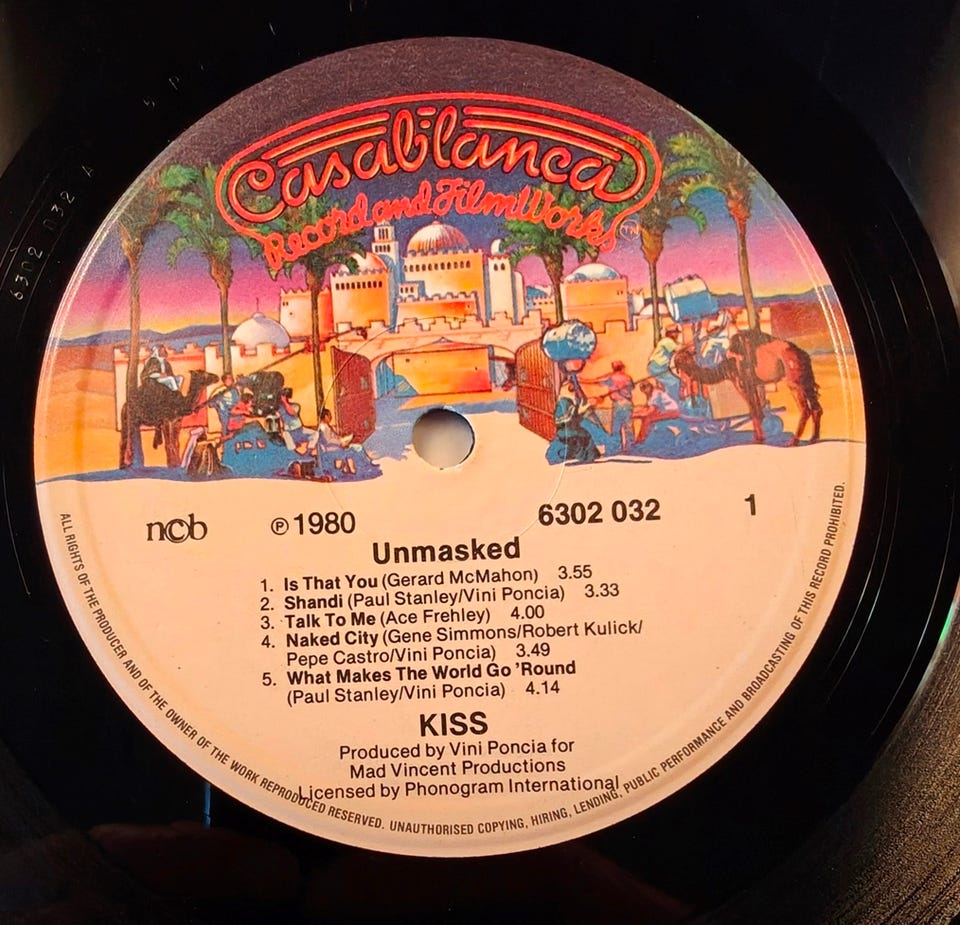 Casablanca
Record and FilmWorks
TM
6302 032 A
ncb
℗ 1980
6302 032
1
Unmasked
1. Is That You (Gerard McMahon) 3.55
2. Shandi (Paul Stanley/Vini Poncia) 3.33
3. Talk To Me (Ace Frehley) 4.00
4. Naked City (Gene Simmons/Robert Kulick/
Pepe Castro/Vini Poncia) 3.49
5. What Makes The World Go 'Round
(Paul Stanley/Vini Poncia) 4.14
KISS
Produced by Vini Poncia for
Mad Vincent Productions
Licensed by Phonogram International
ALL RIGHTS OF THE PRODUCER AND OF THE OWNER OF THE WORK REPRODUCED RESERVED. UNAUTHORISED COPYING, HIRING, LENDING, PUBLIC PERFORMANCE AND BROADCASTING OF THIS RECORD PROHIBITED.